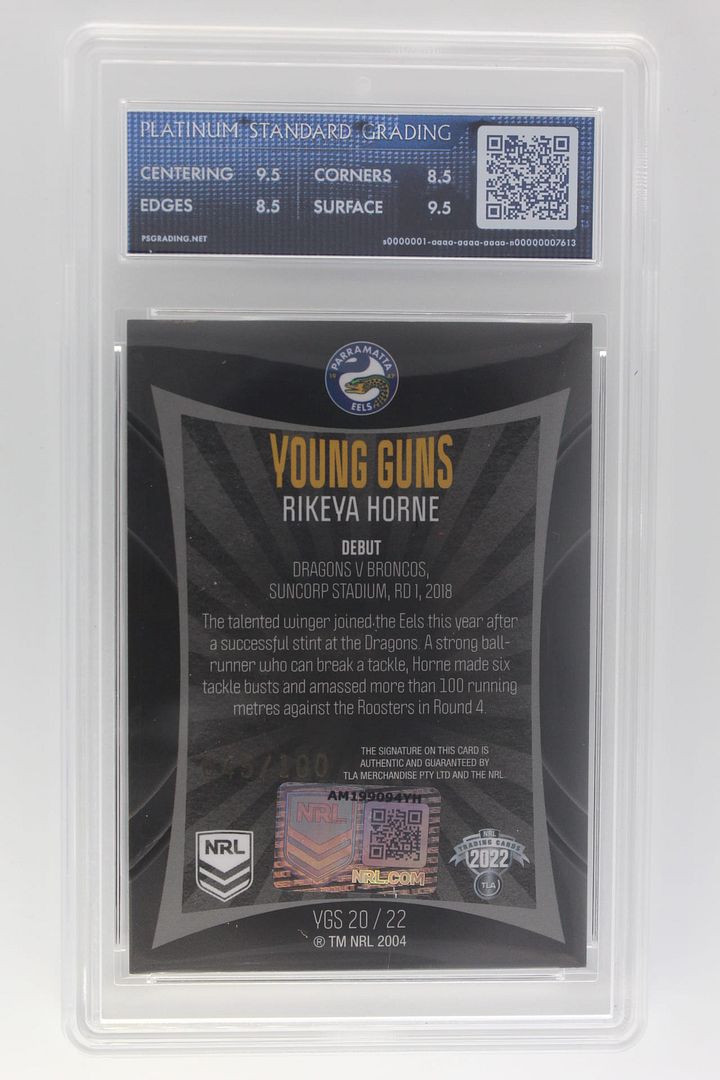 PLATINUM STANDARD GRADING
CENTERING 9.5 CORNERS 8.5
EDGES 8.5 SURFACE 9.5
PSGRADING.NET s0000001-aaaa-aaaa-aaaa-n00000007613
PARRAMATTA
19 47
EELS
YOUNG GUNS
RIKEYA HORNE
DEBUT
DRAGONS V BRONCOS,
SUNCORP STADIUM, RD 1, 2018
The talented winger joined the Eels this year after
a successful stint at the Dragons. A strong ball-
runner who can break a tackle, Horne made six
tackle busts and amassed more than 100 running
metres against the Roosters in Round 4.
THE SIGNATURE ON THIS CARD IS
AUTHENTIC AND GUARANTEED BY
TLA MERCHANDISE PTY LTD AND THE NRL.
AM199094YH
NRL
NRL.COM
NRL
NRL
TRADING CARDS
2022
TLA
YGS 20 / 22
® TM NRL 2004